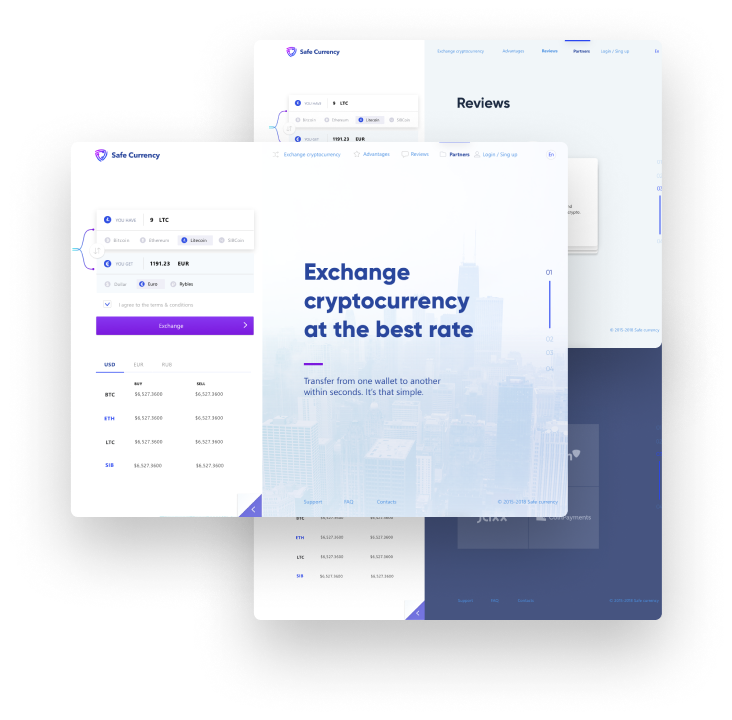 Safe Currency
Exchange cryptocurrency Advantages Reviews Partners Login / Sing up En
YOU HAVE 9 LTC
Bitcoin Ethereum Litecoin SIBCoin
1191.23 EUR
Reviews
03
© 2015-2018 Safe currency
Safe Currency
Exchange cryptocurrency Advantages Reviews Partners Login / Sing up En
YOU HAVE 9 LTC
Bitcoin Ethereum Litecoin SIBCoin
YOU GET 1191.23 EUR
Dollar Euro Рybles
I agree to the terms & conditions
Exchange
USD EUR RUB
BUY SELL
BTC $6,527.3600 $6,527.3600
ETH $6,527.3600 $6,527.3600
LTC $6,527.3600 $6,527.3600
SIB $6,527.3600 $6,527.3600
Exchange
cryptocurrency
at the best rate
Transfer from one wallet to another
within seconds. It's that simple.
01
02
03
04
Support FAQ Contacts © 2015-2018 Safe currency
BTC $6,527.3600 $6,527.3600
ETH $6,527.3600 $6,527.3600
LTC $6,527.3600 $6,527.3600
SIB $6,527.3600 $6,527.3600
Jaxx CoinPayments
Support FAQ Contacts © 2015-2018 Safe currency